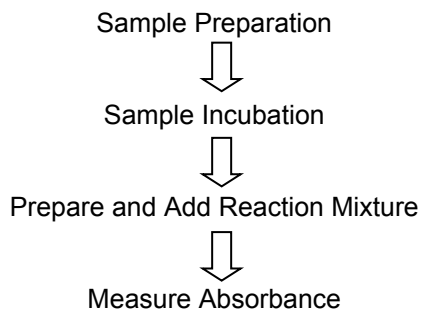 Sample Preparation
Sample Incubation
Prepare and Add Reaction Mixture
Measure Absorbance